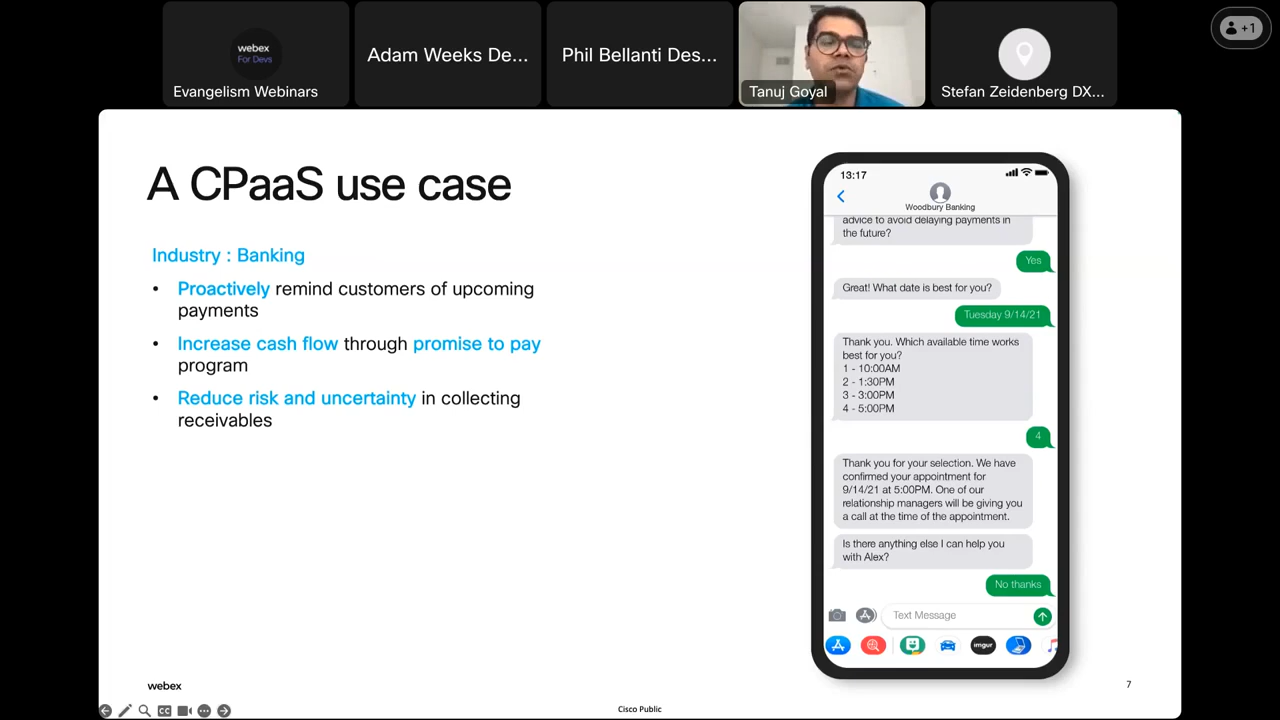 webex
For Devs
Evangelism Webinars
Adam Weeks De...
Phil Bellanti Des...
Tanuj Goyal
Stefan Zeidenberg DX...
+1
A CPaaS use case
Industry : Banking
• Proactively remind customers of upcoming
payments
• Increase cash flow through promise to pay
program
• Reduce risk and uncertainty in collecting
receivables
13:17
Woodbury Banking
advice to avoid delaying payments in
the future?
Yes
Great! What date is best for you?
Tuesday 9/14/21
Thank you. Which available time works
best for you?
1 - 10:00AM
2 - 1:30PM
3 - 3:00PM
4 - 5:00PM
4
Thank you for your selection. We have
confirmed your appointment for
9/14/21 at 5:00PM. One of our
relationship managers will be giving you
a call at the time of the appointment.
Is there anything else I can help you
with Alex?
No thanks
Text Message
imgur
webex
7
CC
Cisco Public